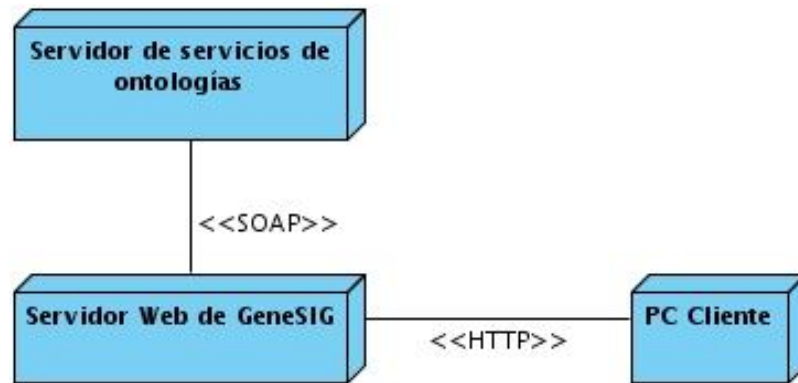 Servidor de servicios de
ontologías
<<SOAP>>
Servidor Web de GeneSIG
<<HTTP>>
PC Cliente